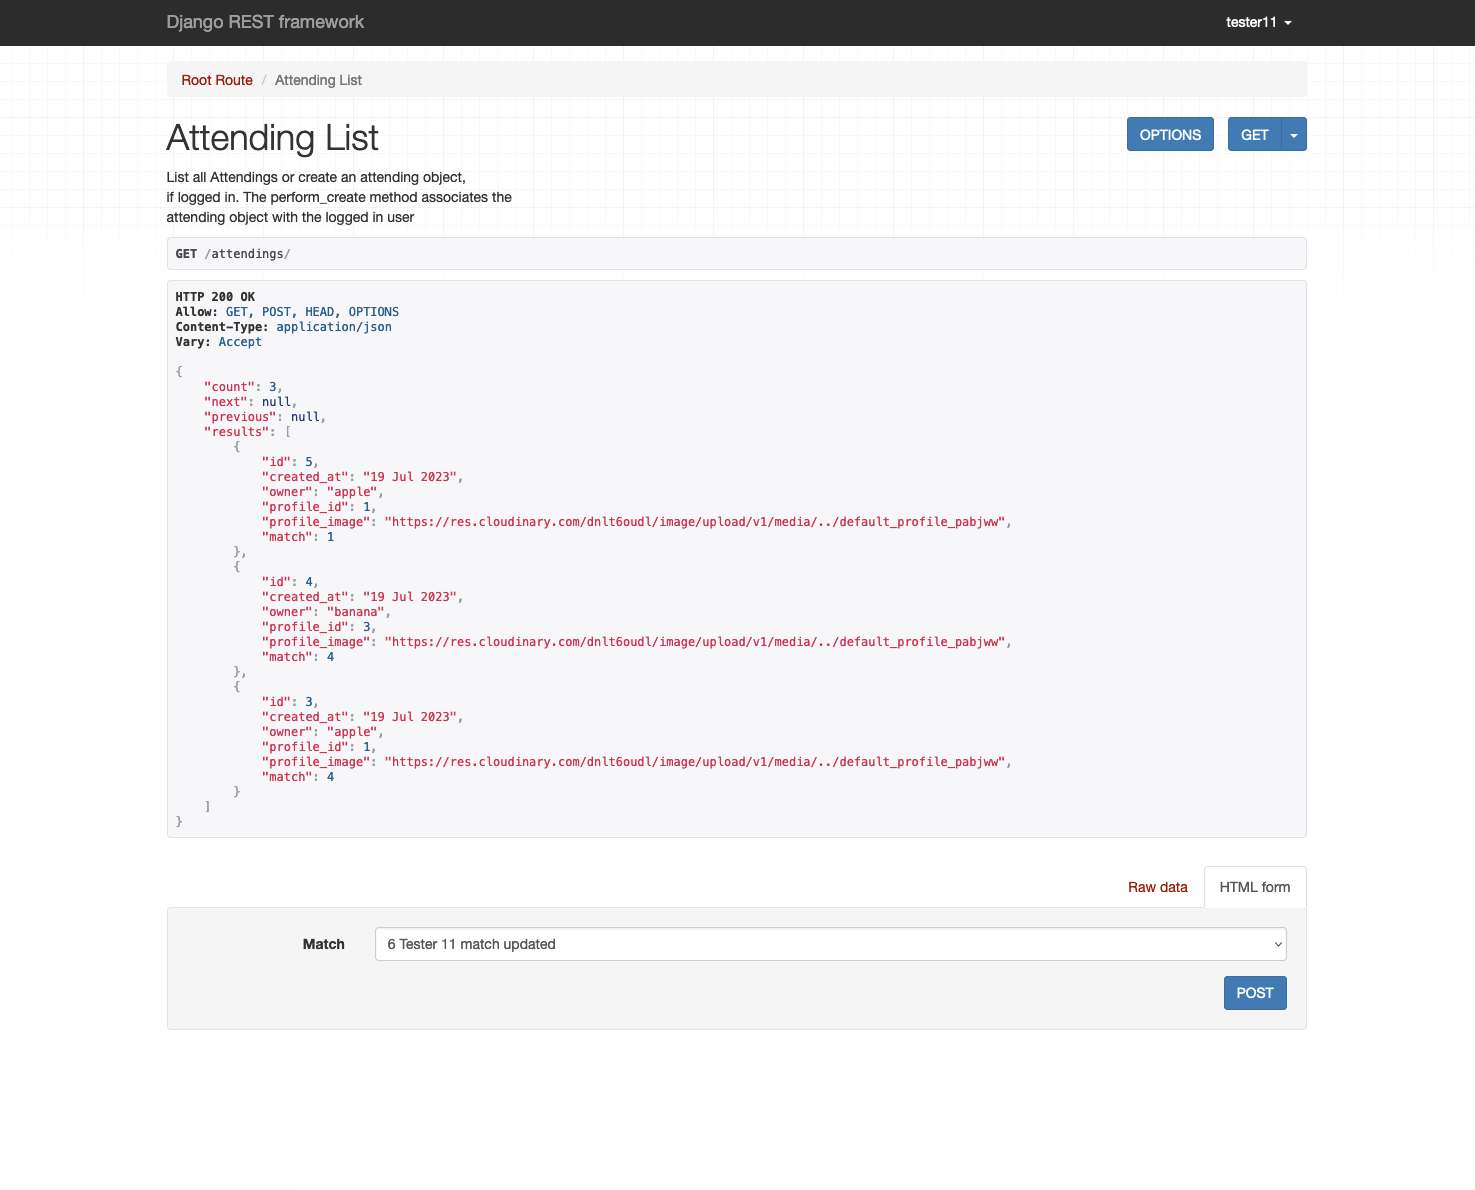 Django REST framework
tester11
Root Route / Attending List
Attending List
OPTIONS
GET
List all Attendings or create an attending object,
if logged in. The perform_create method associates the
attending object with the logged in user
GET /attendings/
HTTP 200 OK
Allow: GET, POST, HEAD, OPTIONS
Content-Type: application/json
Vary: Accept
{
    "count": 3,
    "next": null,
    "previous": null,
    "results": [
        {
            "id": 5,
            "created_at": "19 Jul 2023",
            "owner": "apple",
            "profile_id": 1,
            "profile_image": "https://res.cloudinary.com/dnlt6oudl/image/upload/v1/media/../default_profile_pabjww",
            "match": 1
        },
        {
            "id": 4,
            "created_at": "19 Jul 2023",
            "owner": "banana",
            "profile_id": 3,
            "profile_image": "https://res.cloudinary.com/dnlt6oudl/image/upload/v1/media/../default_profile_pabjww",
            "match": 4
        },
        {
            "id": 3,
            "created_at": "19 Jul 2023",
            "owner": "apple",
            "profile_id": 1,
            "profile_image": "https://res.cloudinary.com/dnlt6oudl/image/upload/v1/media/../default_profile_pabjww",
            "match": 4
        }
    ]
}
Raw data
HTML form
Match
6 Tester 11 match updated
POST